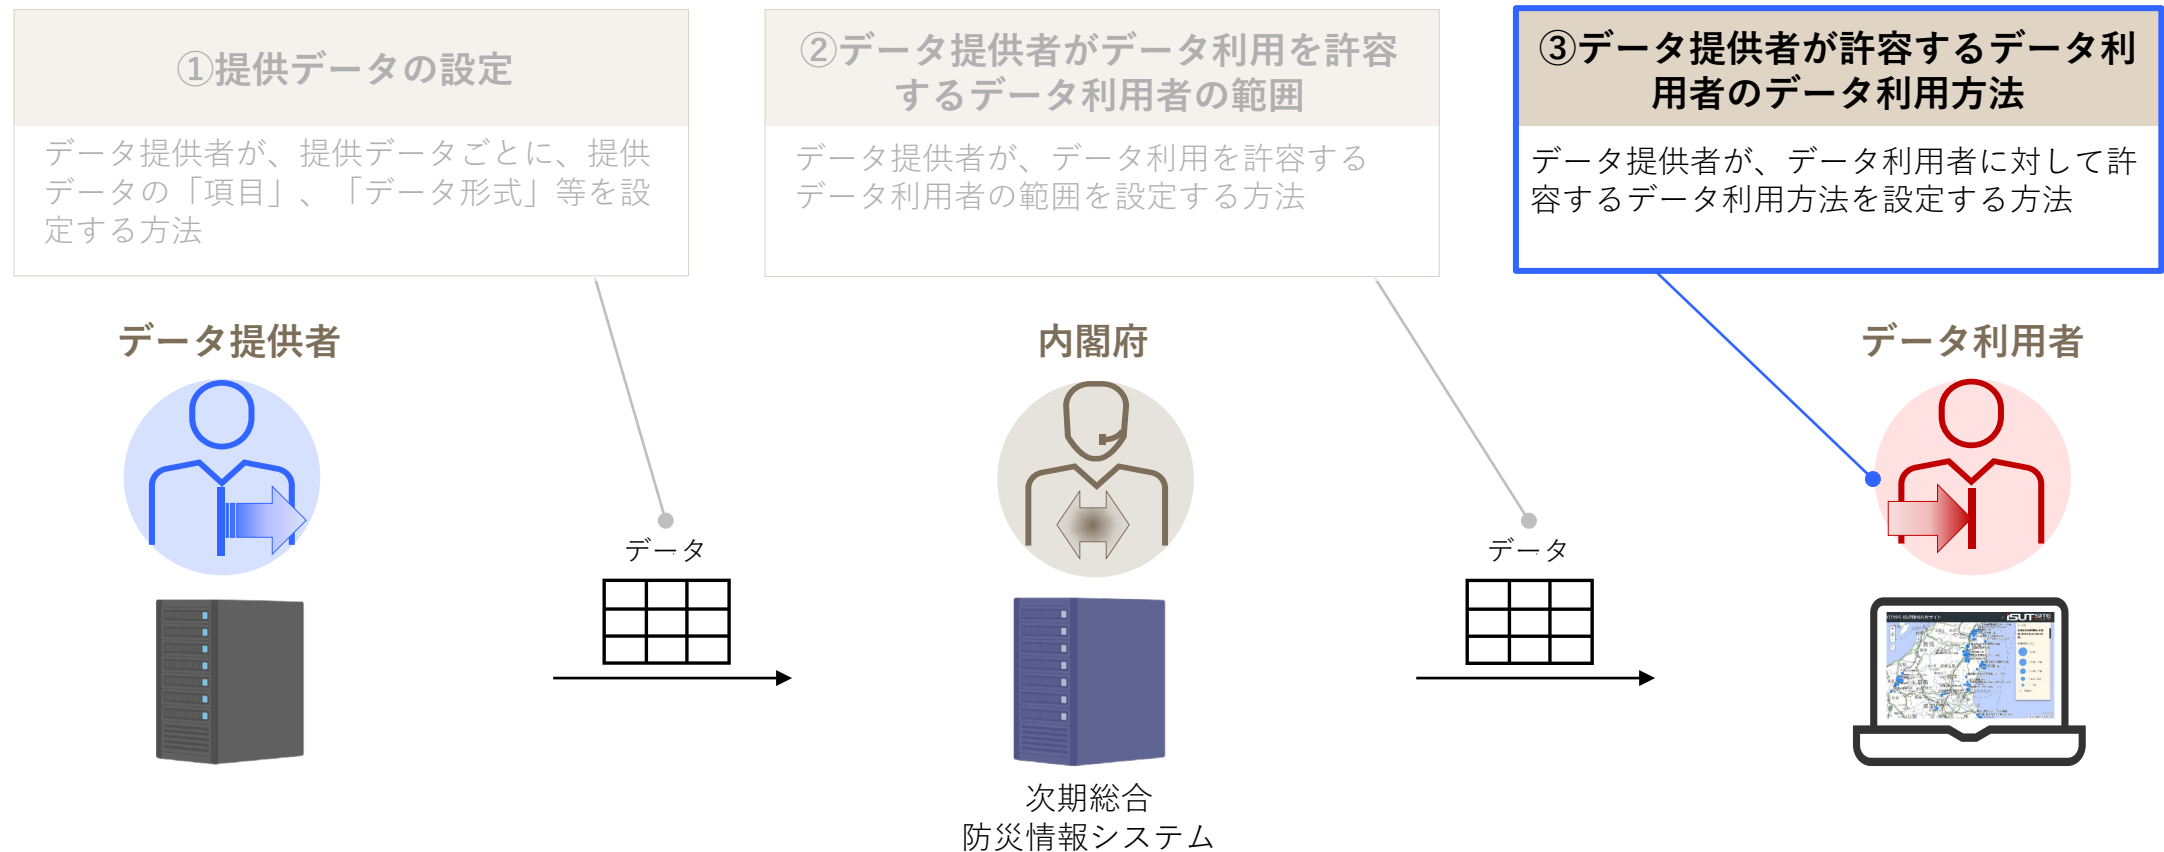 ①提供データの設定
データ提供者が、提供データごとに、提供
データの「項目」、「データ形式」等を設
定する方法
②データ提供者がデータ利用を許容
するデータ利用者の範囲
データ提供者が、データ利用を許容する
データ利用者の範囲を設定する方法
③データ提供者が許容するデータ利
用者のデータ利用方法
データ提供者が、データ利用者に対して許
容するデータ利用方法を設定する方法
データ提供者
内閣府
データ利用者
データ
データ
iSUT SITE
次期総合
防災情報システム